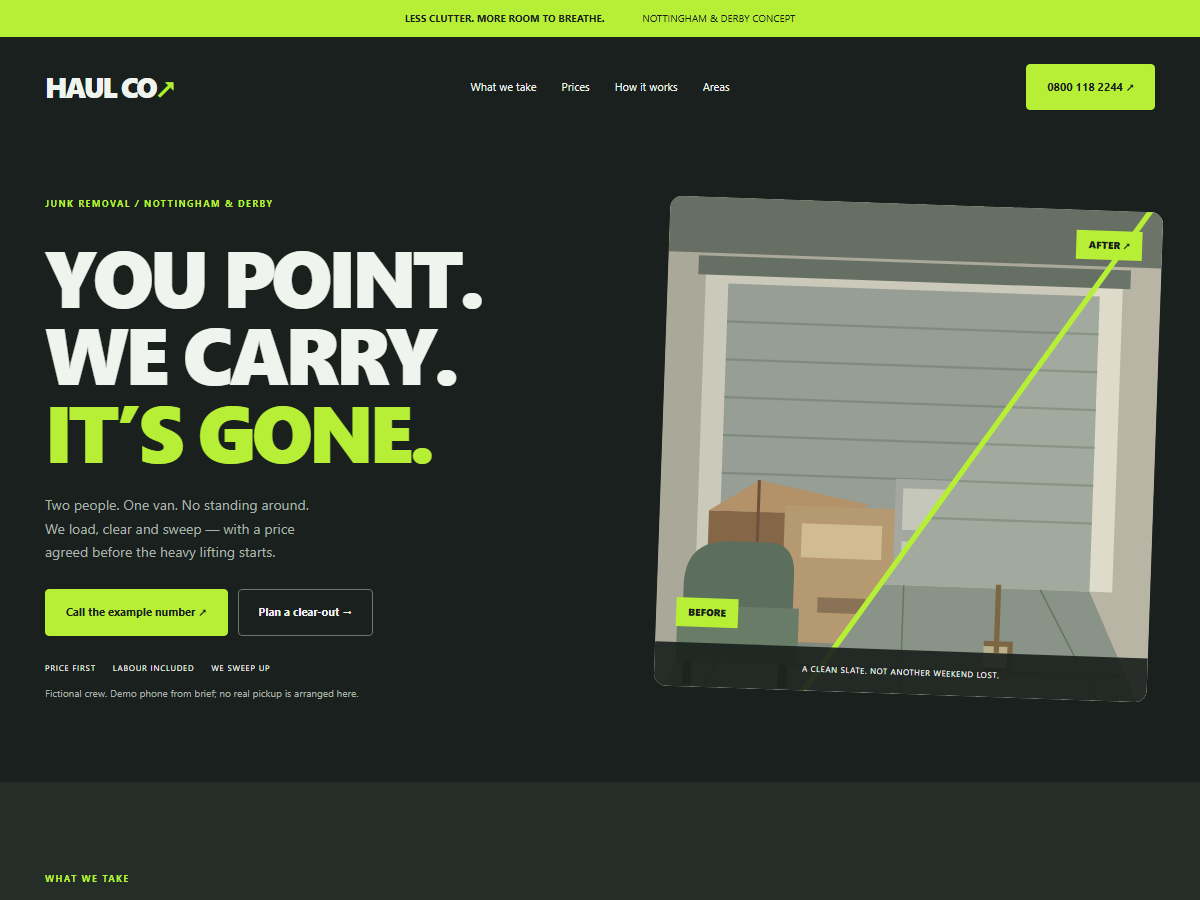 LESS CLUTTER. MORE ROOM TO BREATHE. NOTTINGHAM & DERBY CONCEPT
HAUL CO↗
What we take Prices How it works Areas
0800 118 2244 ↗
JUNK REMOVAL / NOTTINGHAM & DERBY
YOU POINT.
WE CARRY.
IT’S GONE.
Two people. One van. No standing around.
We load, clear and sweep — with a price
agreed before the heavy lifting starts.
Call the example number ↗
Plan a clear-out →
PRICE FIRST LABOUR INCLUDED WE SWEEP UP
Fictional crew. Demo phone from brief; no real pickup is arranged here.
AFTER ↗
BEFORE
A CLEAN SLATE. NOT ANOTHER WEEKEND LOST.
WHAT WE TAKE